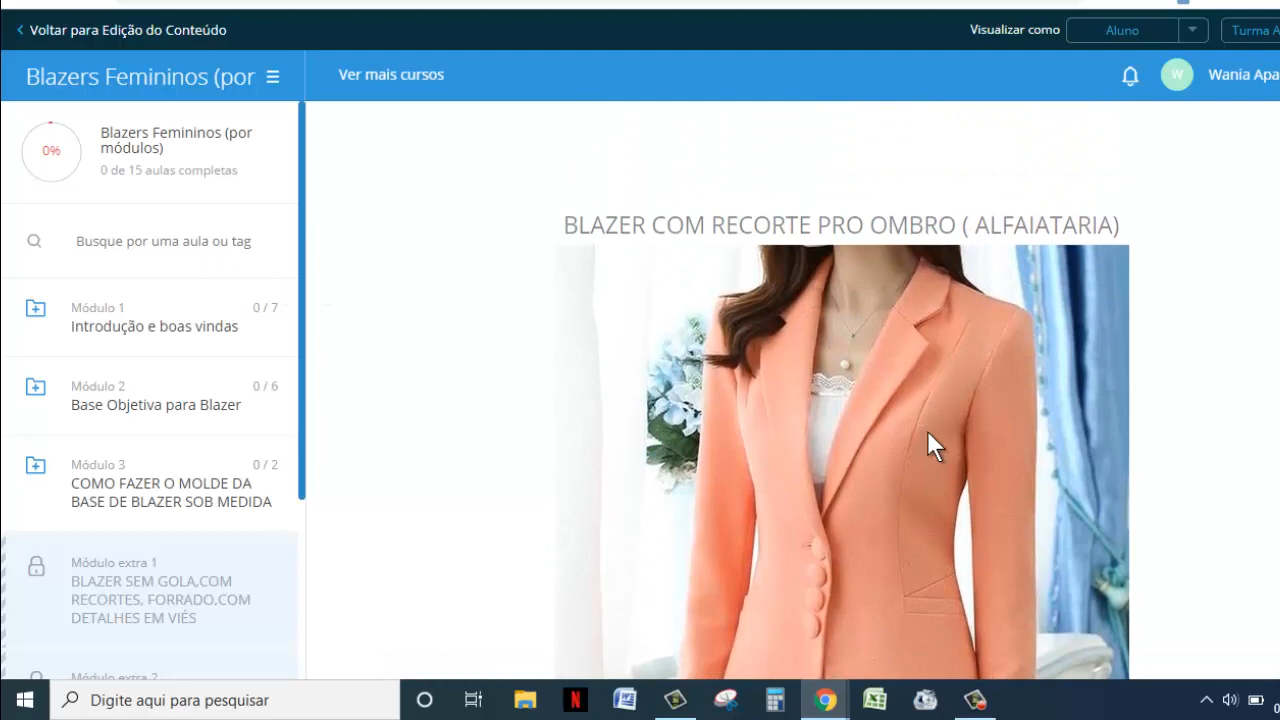 Voltar para Edição do Conteúdo
Visualizar como
Aluno
Turma A
Blazers Femininos (por
Ver mais cursos
W
Wania Apa
0%
Blazers Femininos (por
módulos)
0 de 15 aulas completas
Busque por uma aula ou tag
Módulo 1 0 / 7
Introdução e boas vindas
Módulo 2 0 / 6
Base Objetiva para Blazer
Módulo 3 0 / 2
COMO FAZER O MOLDE DA
BASE DE BLAZER SOB MEDIDA
Módulo extra 1
BLAZER SEM GOLA,COM
RECORTES, FORRADO,COM
DETALHES EM VIÉS
Módulo extra 2
BLAZER COM RECORTE PRO OMBRO ( ALFAIATARIA)
Digite aqui para pesquisar